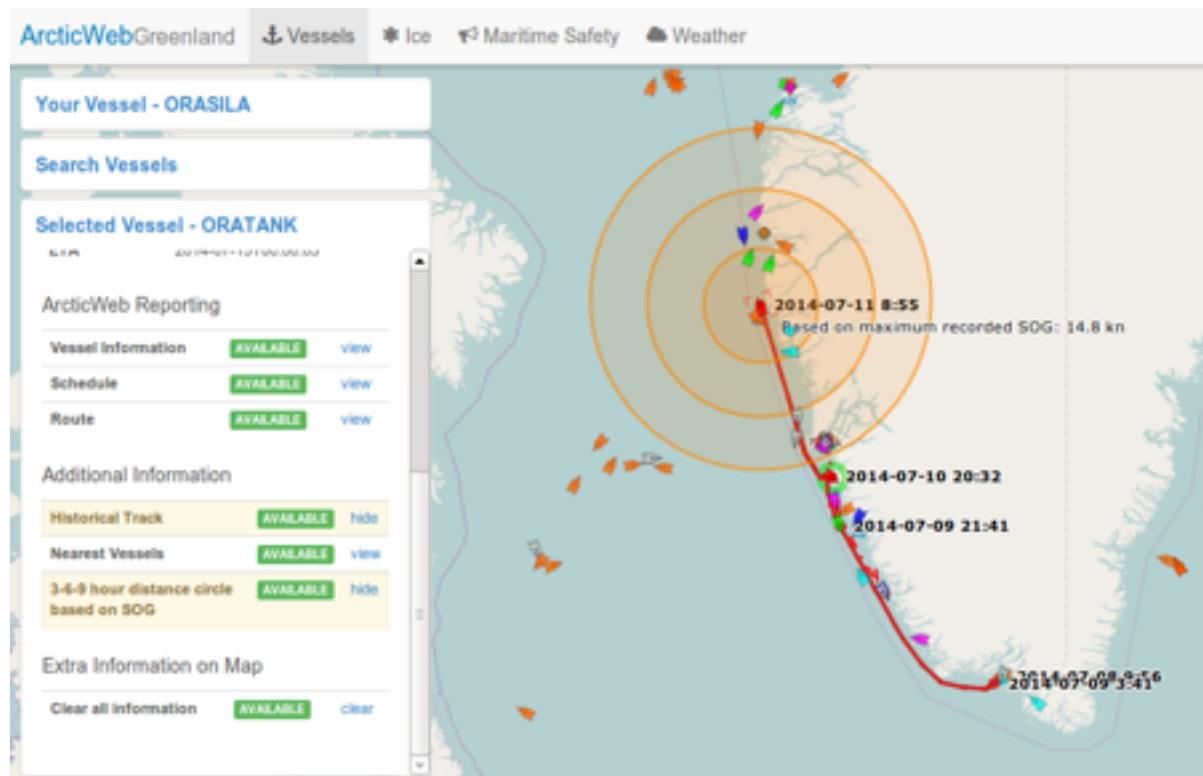 ArcticWebGreenland Vessels Ice Maritime Safety Weather
Your Vessel - ORASILA
Search Vessels
Selected Vessel - ORATANK
ETA
ArcticWeb Reporting
Vessel Information AVAILABLE view
Schedule AVAILABLE view
Route AVAILABLE view
Additional Information
Historical Track AVAILABLE hide
Nearest Vessels AVAILABLE view
3-6-9 hour distance circle AVAILABLE hide
based on SOG
Extra Information on Map
Clear all information AVAILABLE clear
2014-07-11 8:55
Based on maximum recorded SOG: 14.8 kn
2014-07-10 20:32
2014-07-09 21:41
2014-07-09 3:41